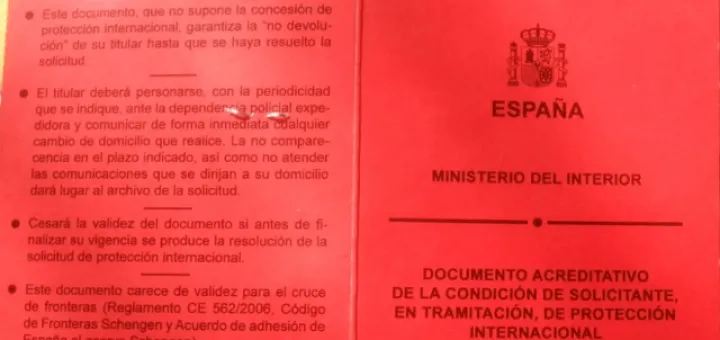 ● Este documento, que no supone la concesión de
protección internacional, garantiza la "no devolu-
ción" de su titular hasta que se haya resuelto la
solicitud.
● El titular deberá personarse, con la periodicidad
que se indique, ante la dependencia policial expe-
didora y comunicar de forma inmediata cualquier
cambio de domicilio que realice. La no compare-
cencia en el plazo indicado, así como no atender
las comunicaciones que se dirijan a su domicilio
dará lugar al archivo de la solicitud.
● Cesará la validez del documento si antes de fi-
nalizar su vigencia se produce la resolución de la
solicitud de protección internacional.
● Este documento carece de validez para el cruce
de fronteras (Reglamento CE 562/2006, Código
de Fronteras Schengen y Acuerdo de adhesión de
España al acervo Schengen)
ESPAÑA
MINISTERIO DEL INTERIOR
DOCUMENTO ACREDITATIVO
DE LA CONDICIÓN DE SOLICITANTE,
EN TRAMITACIÓN, DE PROTECCIÓN
INTERNACIONAL